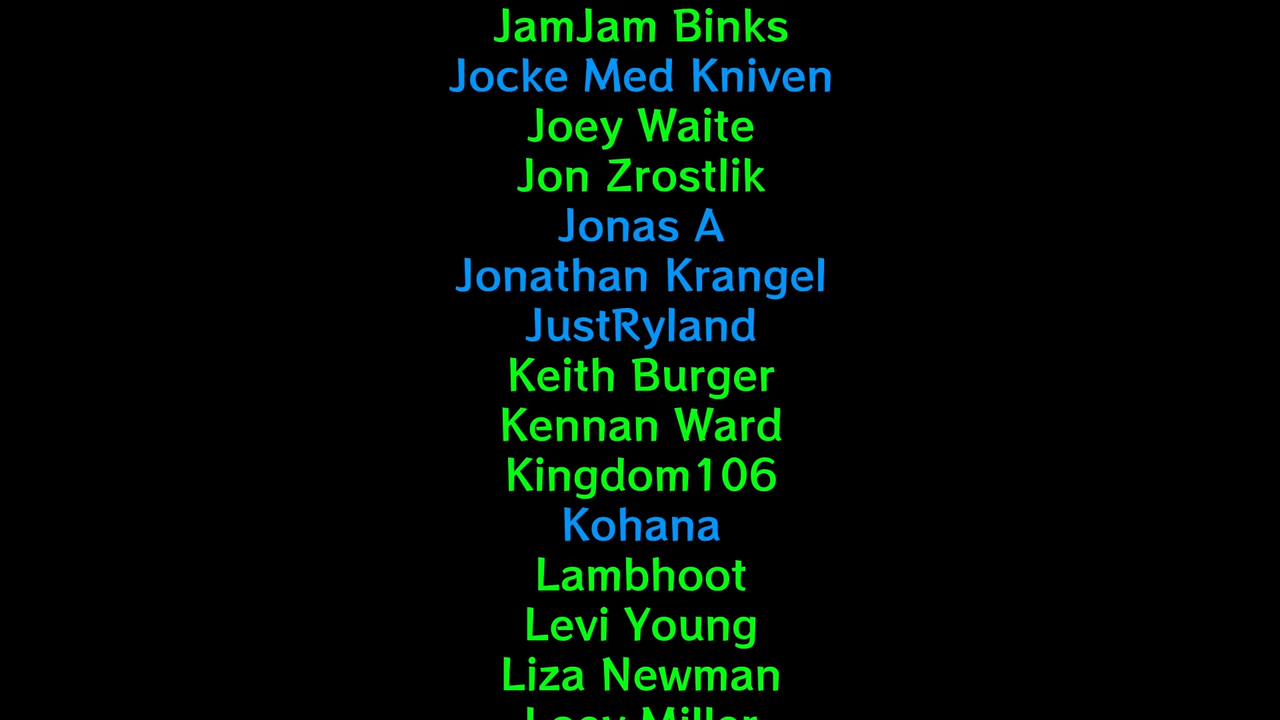 JamJam Binks
Jocke Med Kniven
Joey Waite
Jon Zrostlik
Jonas A
Jonathan Krangel
JustRyland
Keith Burger
Kennan Ward
Kingdom106
Kohana
Lambhoot
Levi Young
Liza Newman
Miller